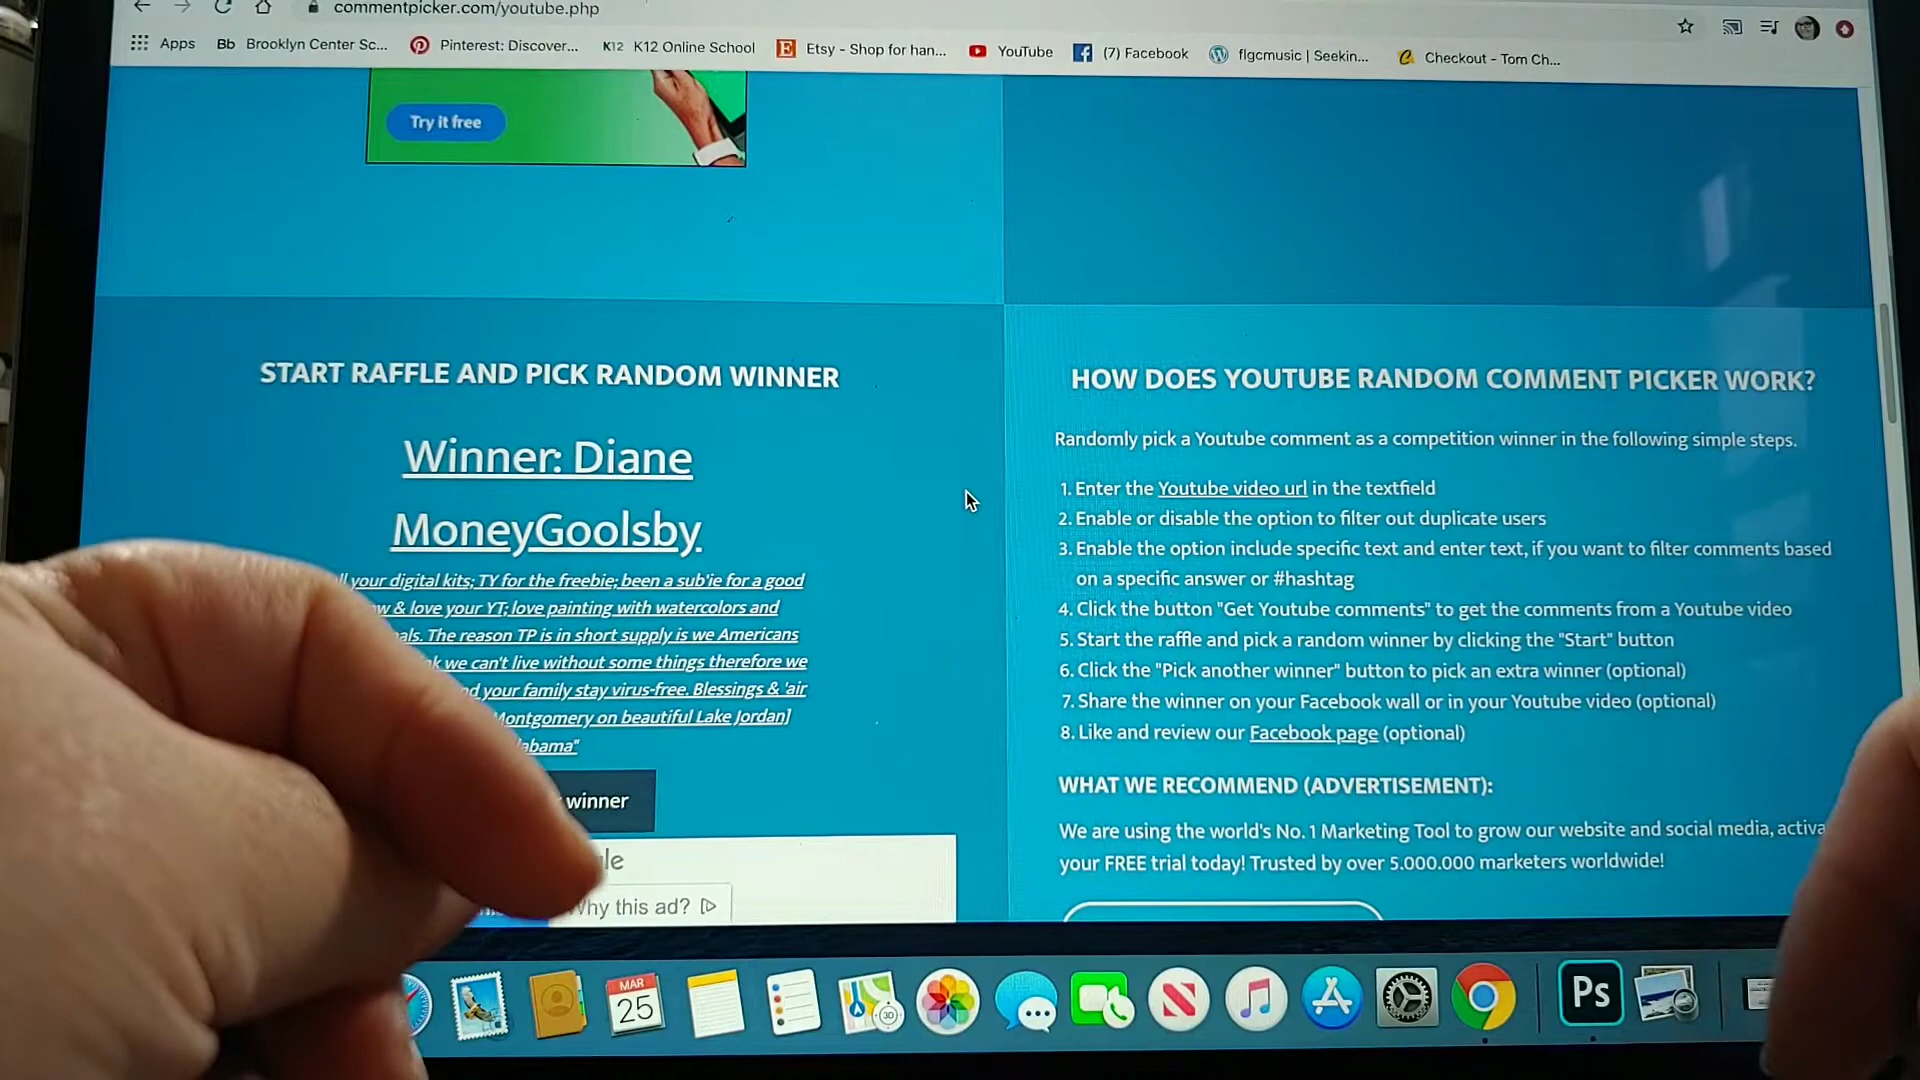 commentpicker.com/youtube.php
Apps Bb Brooklyn Center Sc... Pinterest: Discover... K12 K12 Online School E Etsy - Shop for han... YouTube (7) Facebook flgcmusic | Seekin... Checkout - Tom Ch...
Try it free
START RAFFLE AND PICK RANDOM WINNER
Winner: Diane
MoneyGoolsby
your digital kits; TY for the freebie; been a sub'ie for a good
& love your YT; love painting with watercolors and
The reason TP is in short supply is we Americans
we can't live without some things therefore we
your family stay virus-free. Blessings & 'air
Montgomery on beautiful Lake Jordan]
winner
Why this ad?
HOW DOES YOUTUBE RANDOM COMMENT PICKER WORK?
Randomly pick a Youtube comment as a competition winner in the following simple steps.
1. Enter the Youtube video url in the textfield
2. Enable or disable the option to filter out duplicate users
3. Enable the option include specific text and enter text, if you want to filter comments based
on a specific answer or #hashtag
4. Click the button "Get Youtube comments" to get the comments from a Youtube video
5. Start the raffle and pick a random winner by clicking the "Start" button
6. Click the "Pick another winner" button to pick an extra winner (optional)
7. Share the winner on your Facebook wall or in your Youtube video (optional)
8. Like and review our Facebook page (optional)
WHAT WE RECOMMEND (ADVERTISEMENT):
We are using the world's No. 1 Marketing Tool to grow our website and social media, activa
your FREE trial today! Trusted by over 5.000.000 marketers worldwide!
MAR
25
3D
Ps